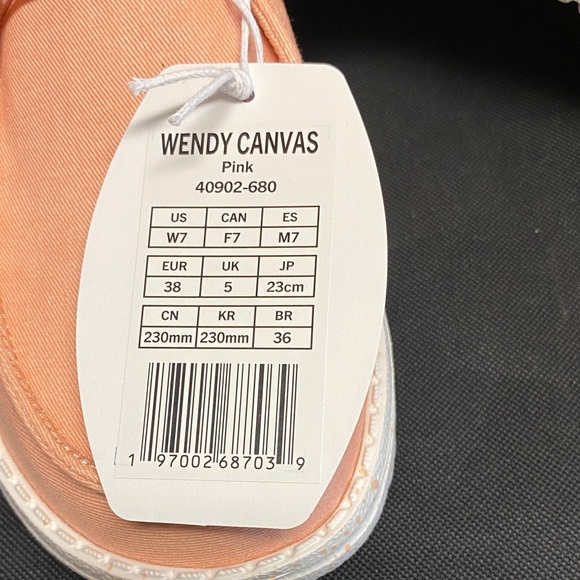 WENDY CANVAS
Pink
40902-680
US CAN ES
W7 F7 M7
EUR UK JP
38 5 23cm
CN KR BR
230mm 230mm 36
1 97002 68703 9